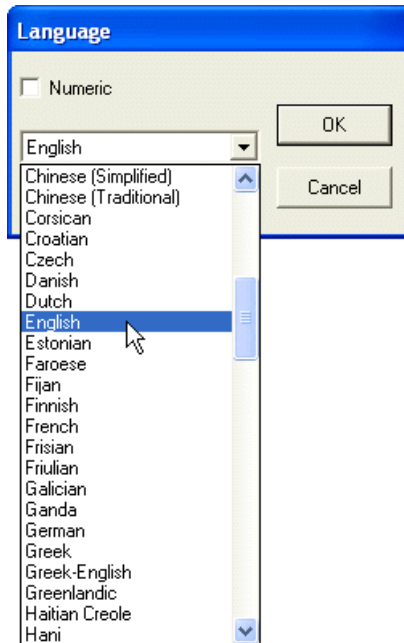 Language
Numeric
OK
English
Cancel
Chinese (Simplified)
Chinese (Traditional)
Corsican
Croatian
Czech
Danish
Dutch
English
Estonian
Faroese
Fijan
Finnish
French
Frisian
Friulian
Galician
Ganda
German
Greek
Greek-English
Greenlandic
Haitian Creole
Hani